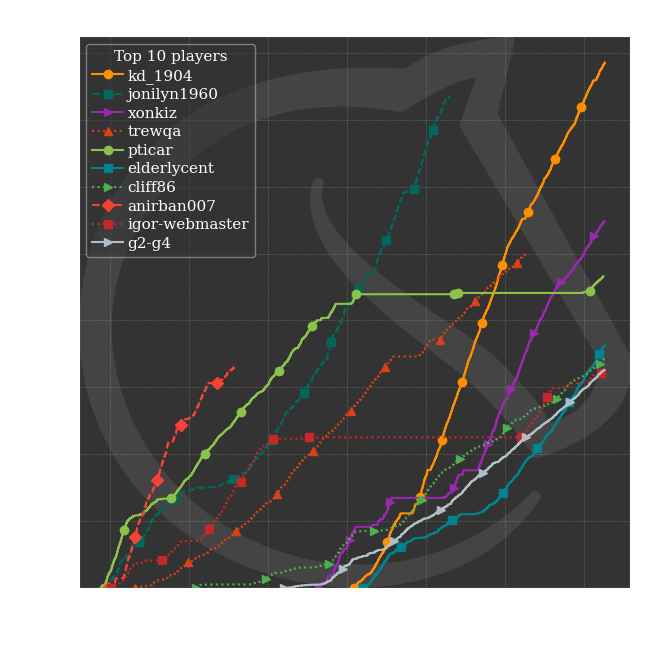 Top 10 players
kd_1904
jonilyn1960
xonkiz
trewqa
pticar
elderlycent
cliff86
anirban007
igor-webmaster
g2-g4